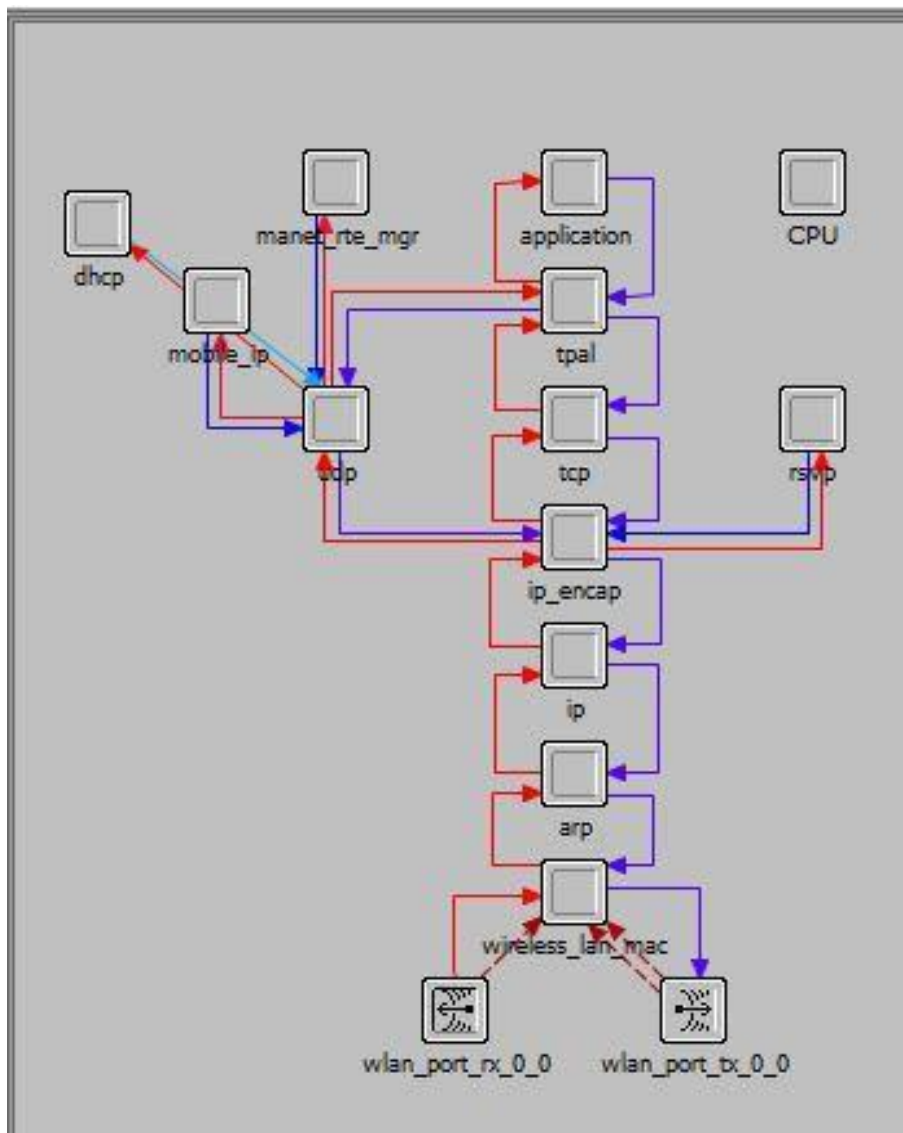 manet_rte_mgr
application
CPU
dhcp
mobile_ip
tpal
udp
tcp
rsvp
ip_encap
ip
arp
wireless_lan_mac
wlan_port_rx_0_0
wlan_port_tx_0_0